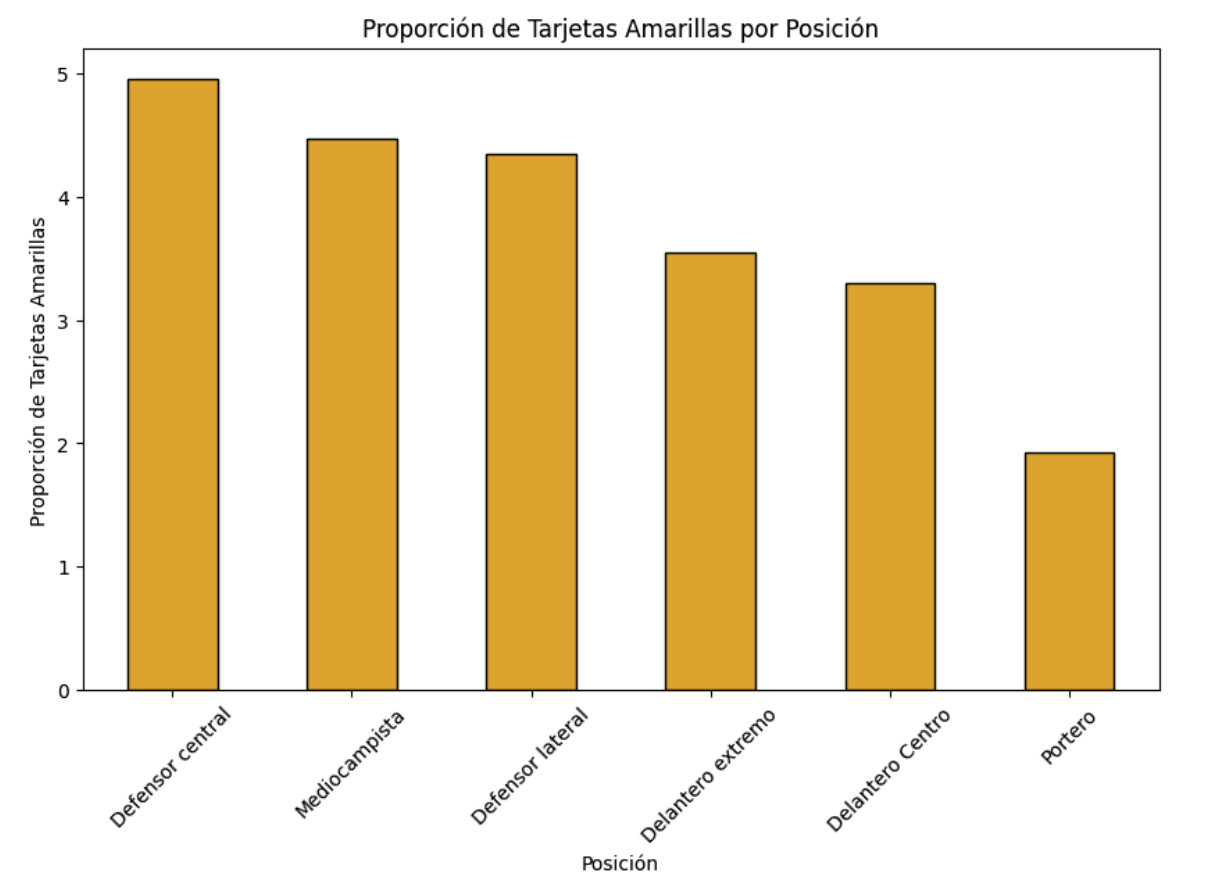 Proporción de Tarjetas Amarillas por Posición
Proporción de Tarjetas Amarillas
5
4
3
2
1
0
Defensor central
Mediocampista
Defensor lateral
Delantero extremo
Delantero Centro
Portero
Posición